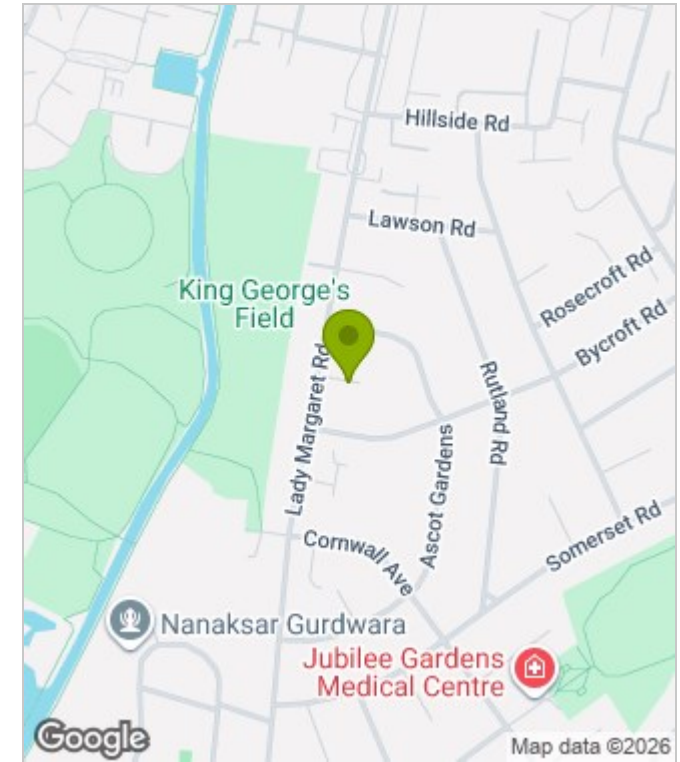 Hillside Rd
Lawson Rd
King George's
Field
Rosecroft Rd
Bycroft Rd
Lady Margaret Rd
Rutland Rd
Ascot Gardens
Somerset Rd
Cornwall Ave
Nanaksar Gurdwara
Jubilee Gardens
Medical Centre
Google
Map data ©2026